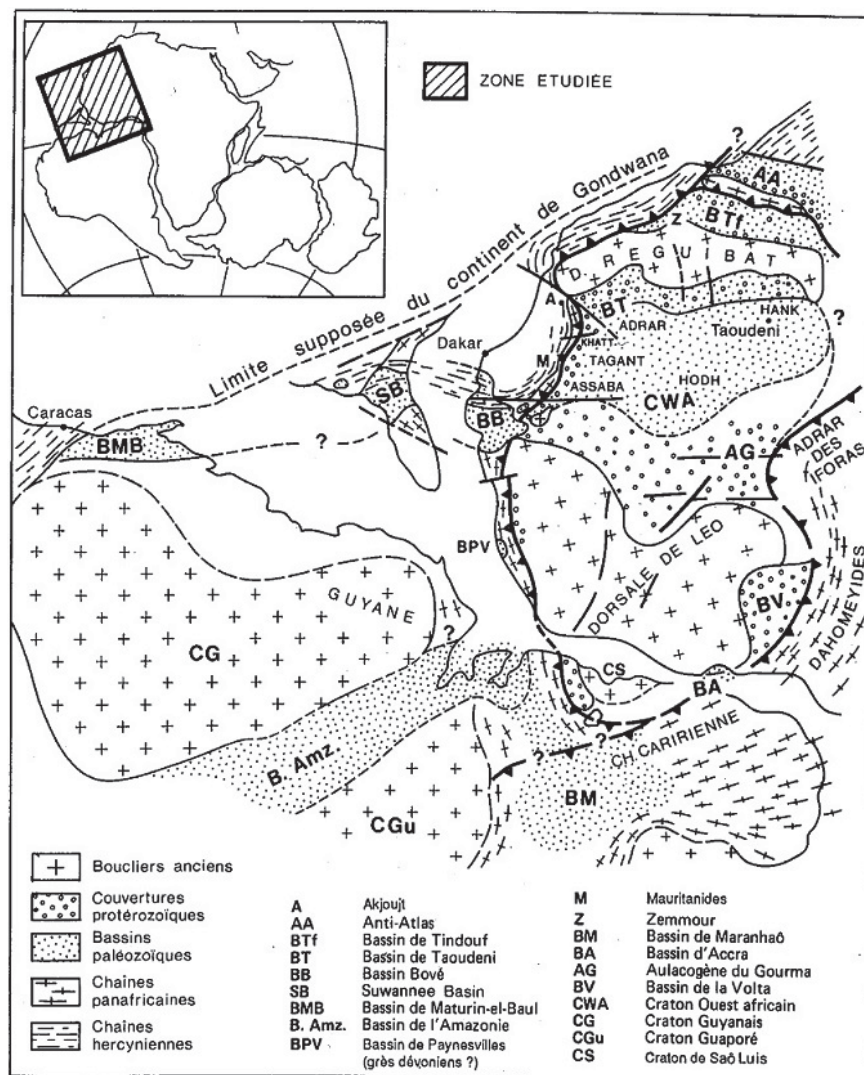 ZONE ETUDIÉE
Limite supposée du continent de Gondwana
?
AA
Z
BTf
D. REGUIBAT
A
BT
HANK
ADRAR
Taoudeni
?
Dakar
KHATT
M
TAGANT
ASSABA
HODH
SB
BB
CWA
Caracas
BMB
?
AG
ADRAR
DES
IFORAS
BPV
DORSALE DE LEO
BV
DAHOMEYIDES
GUYANE
?
CG
CS
BA
?
?
CH. CARIRIENNE
B. Amz.
BM
CGu
Boucliers anciens
Couvertures
protérozoïques
Bassins
paléozoïques
Chaînes
panafricaines
Chaînes
hercyniennes
A Akjoujt
AA Anti-Atlas
BTf Bassin de Tindouf
BT Bassin de Taoudeni
BB Bassin Bové
SB Suwannee Basin
BMB Bassin de Maturin-el-Baul
B. Amz. Bassin de l'Amazonie
BPV Bassin de Paynesvilles
(grès dévoniens ?)
M Mauritanides
Z Zemmour
BM Bassin de Maranhaô
BA Bassin d'Accra
AG Aulacogène du Gourma
BV Bassin de la Volta
CWA Craton Ouest africain
CG Craton Guyanais
CGu Craton Guaporé
CS Craton de Saô Luis